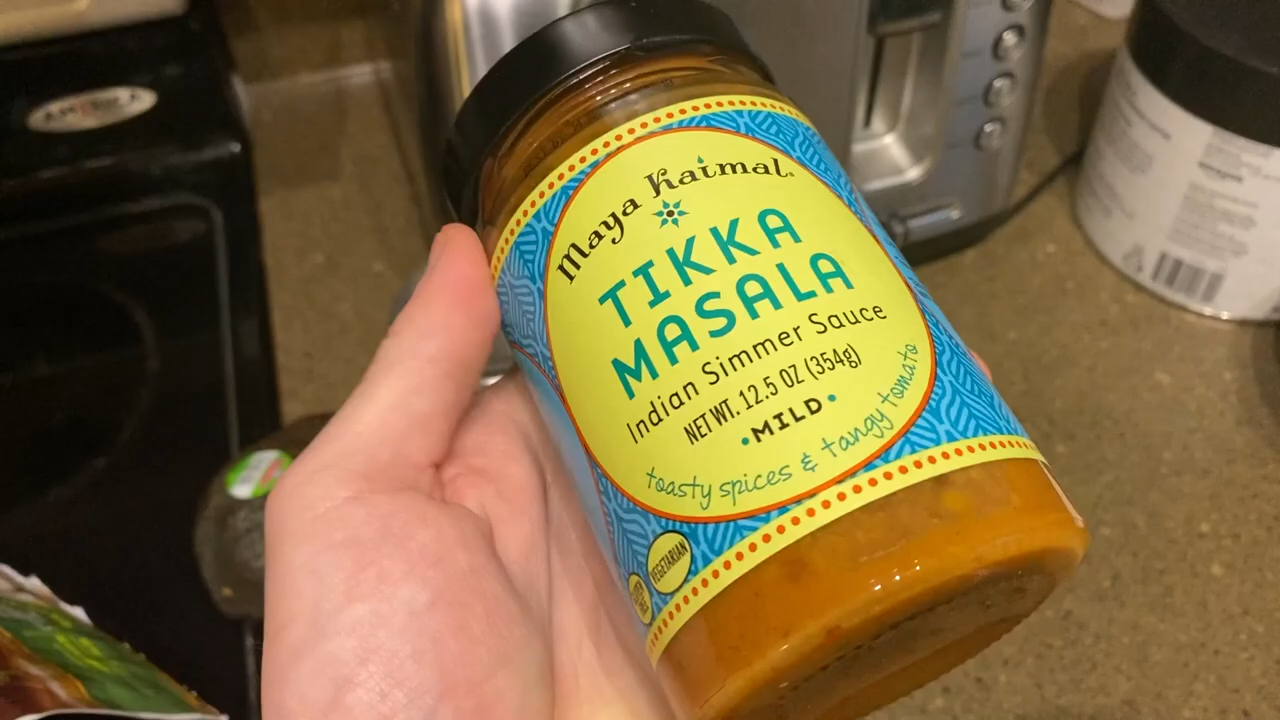 Maya Kaimal
TIKKA
MASALA
Indian Simmer Sauce
NET WT. 12.5 OZ (354g)
•MILD•
toasty spices & tangy tomato
VEGETARIAN